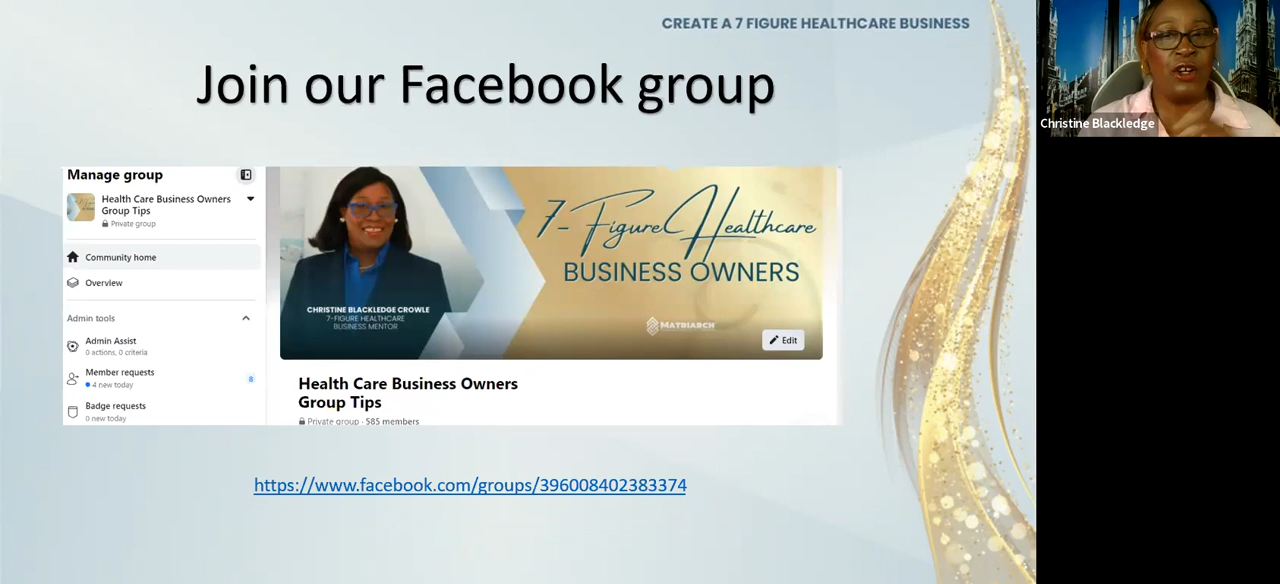 CREATE A 7 FIGURE HEALTHCARE BUSINESS
Join our Facebook group
Manage group
Health Care Business Owners
Group Tips
Private group
Community home
Overview
Admin tools
Admin Assist
0 actions, 0 criteria
Member requests
4 new today
8
Badge requests
0 new today
7-Figure Healthcare
BUSINESS OWNERS
CHRISTINE BLACKLEDGE CROWLE
7-FIGURE HEALTHCARE
BUSINESS MENTOR
MATRIARCH
Edit
Health Care Business Owners
Group Tips
Private group · 585 members
https://www.facebook.com/groups/396008402383374
Christine Blackledge